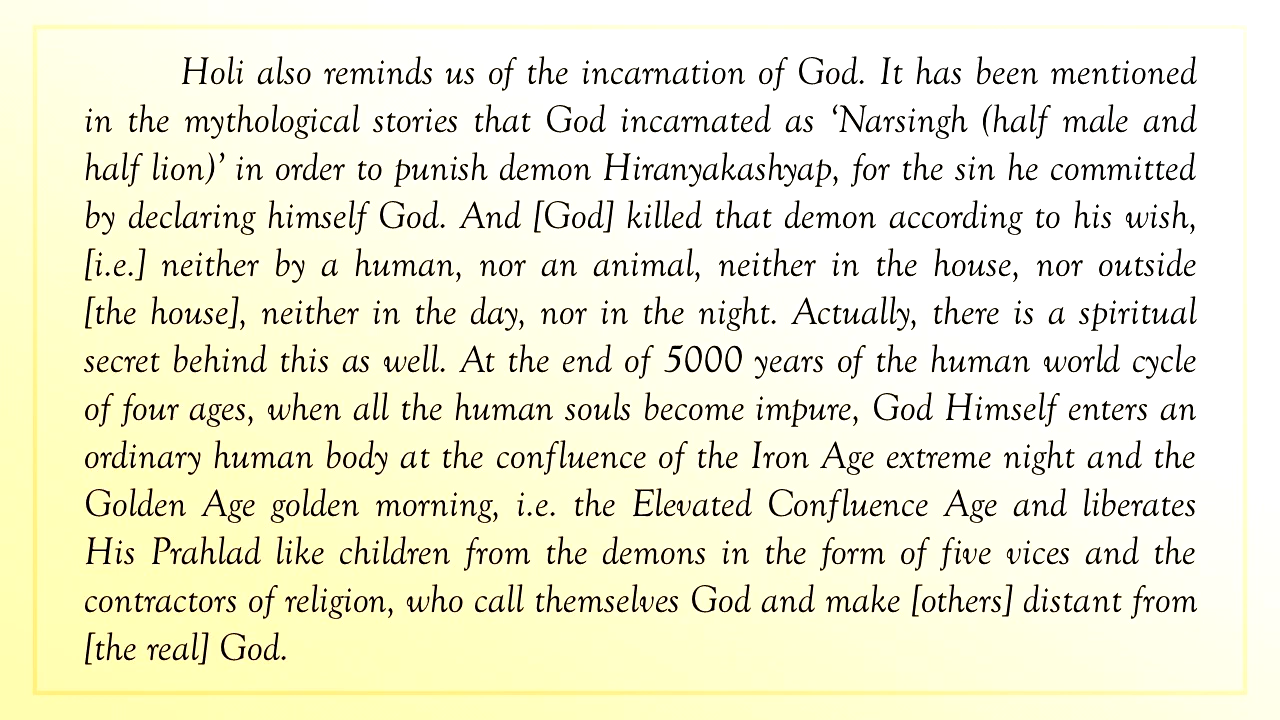 Holi also reminds us of the incarnation of God. It has been mentioned
in the mythological stories that God incarnated as ‘Narsingh (half male and
half lion)’ in order to punish demon Hiranyakashyap, for the sin he committed
by declaring himself God. And [God] killed that demon according to his wish,
[i.e.] neither by a human, nor an animal, neither in the house, nor outside
[the house], neither in the day, nor in the night. Actually, there is a spiritual
secret behind this as well. At the end of 5000 years of the human world cycle
of four ages, when all the human souls become impure, God Himself enters an
ordinary human body at the confluence of the Iron Age extreme night and the
Golden Age golden morning, i.e. the Elevated Confluence Age and liberates
His Prahlad like children from the demons in the form of five vices and the
contractors of religion, who call themselves God and make [others] distant from
[the real] God.